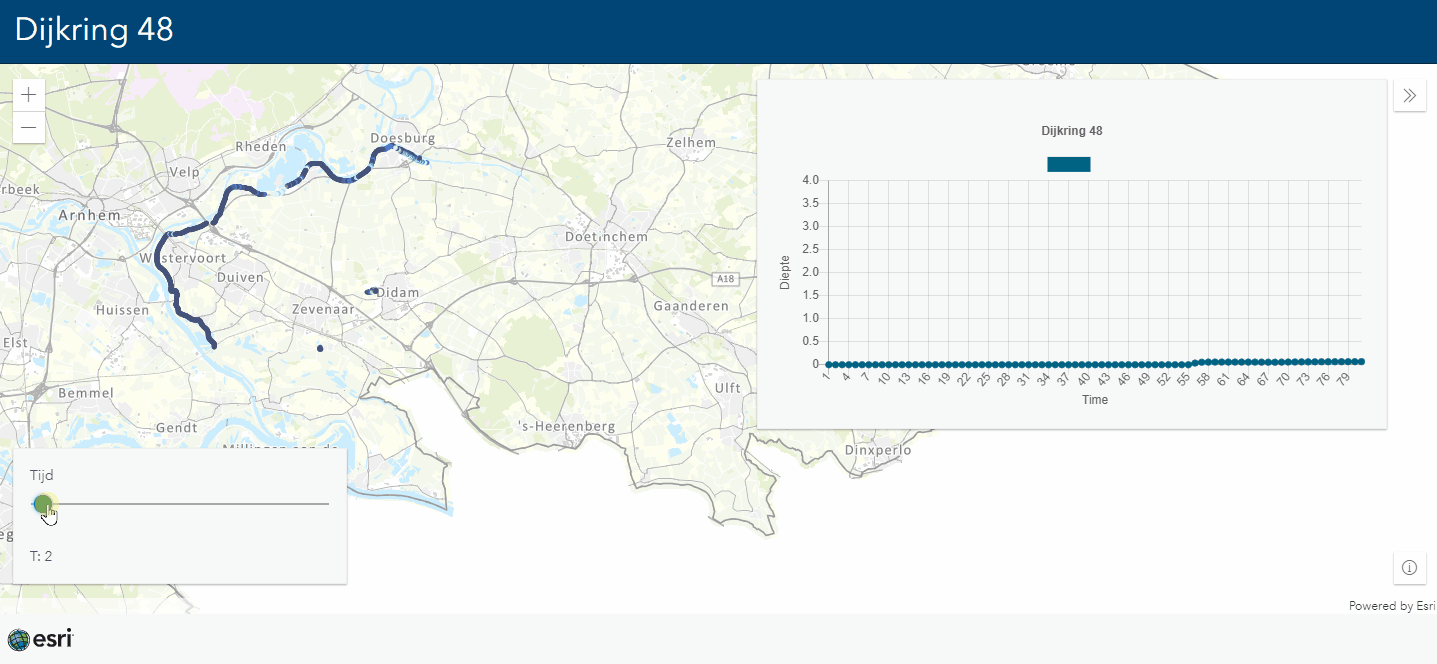 Dijkring 48
Doesburg
Zelhem
Rheden
Velp
rbeek
Arnhem
Westervoort
Duiven
Doetinchem
A18
Didam
Huissen
Zevenaar
Gaanderen
Elst
Bemmel
Ulft
Gendt
's-Heerenberg
Dinxperlo
Dijkring 48
4.0
3.5
3.0
2.5
2.0
1.5
1.0
0.5
0
Diepte
1 4 7 10 13 16 19 22 25 28 31 34 37 40 43 46 49 52 55 58 61 64 67 70 73 76 79
Time
Tijd
T: 2
Powered by Esri
esri